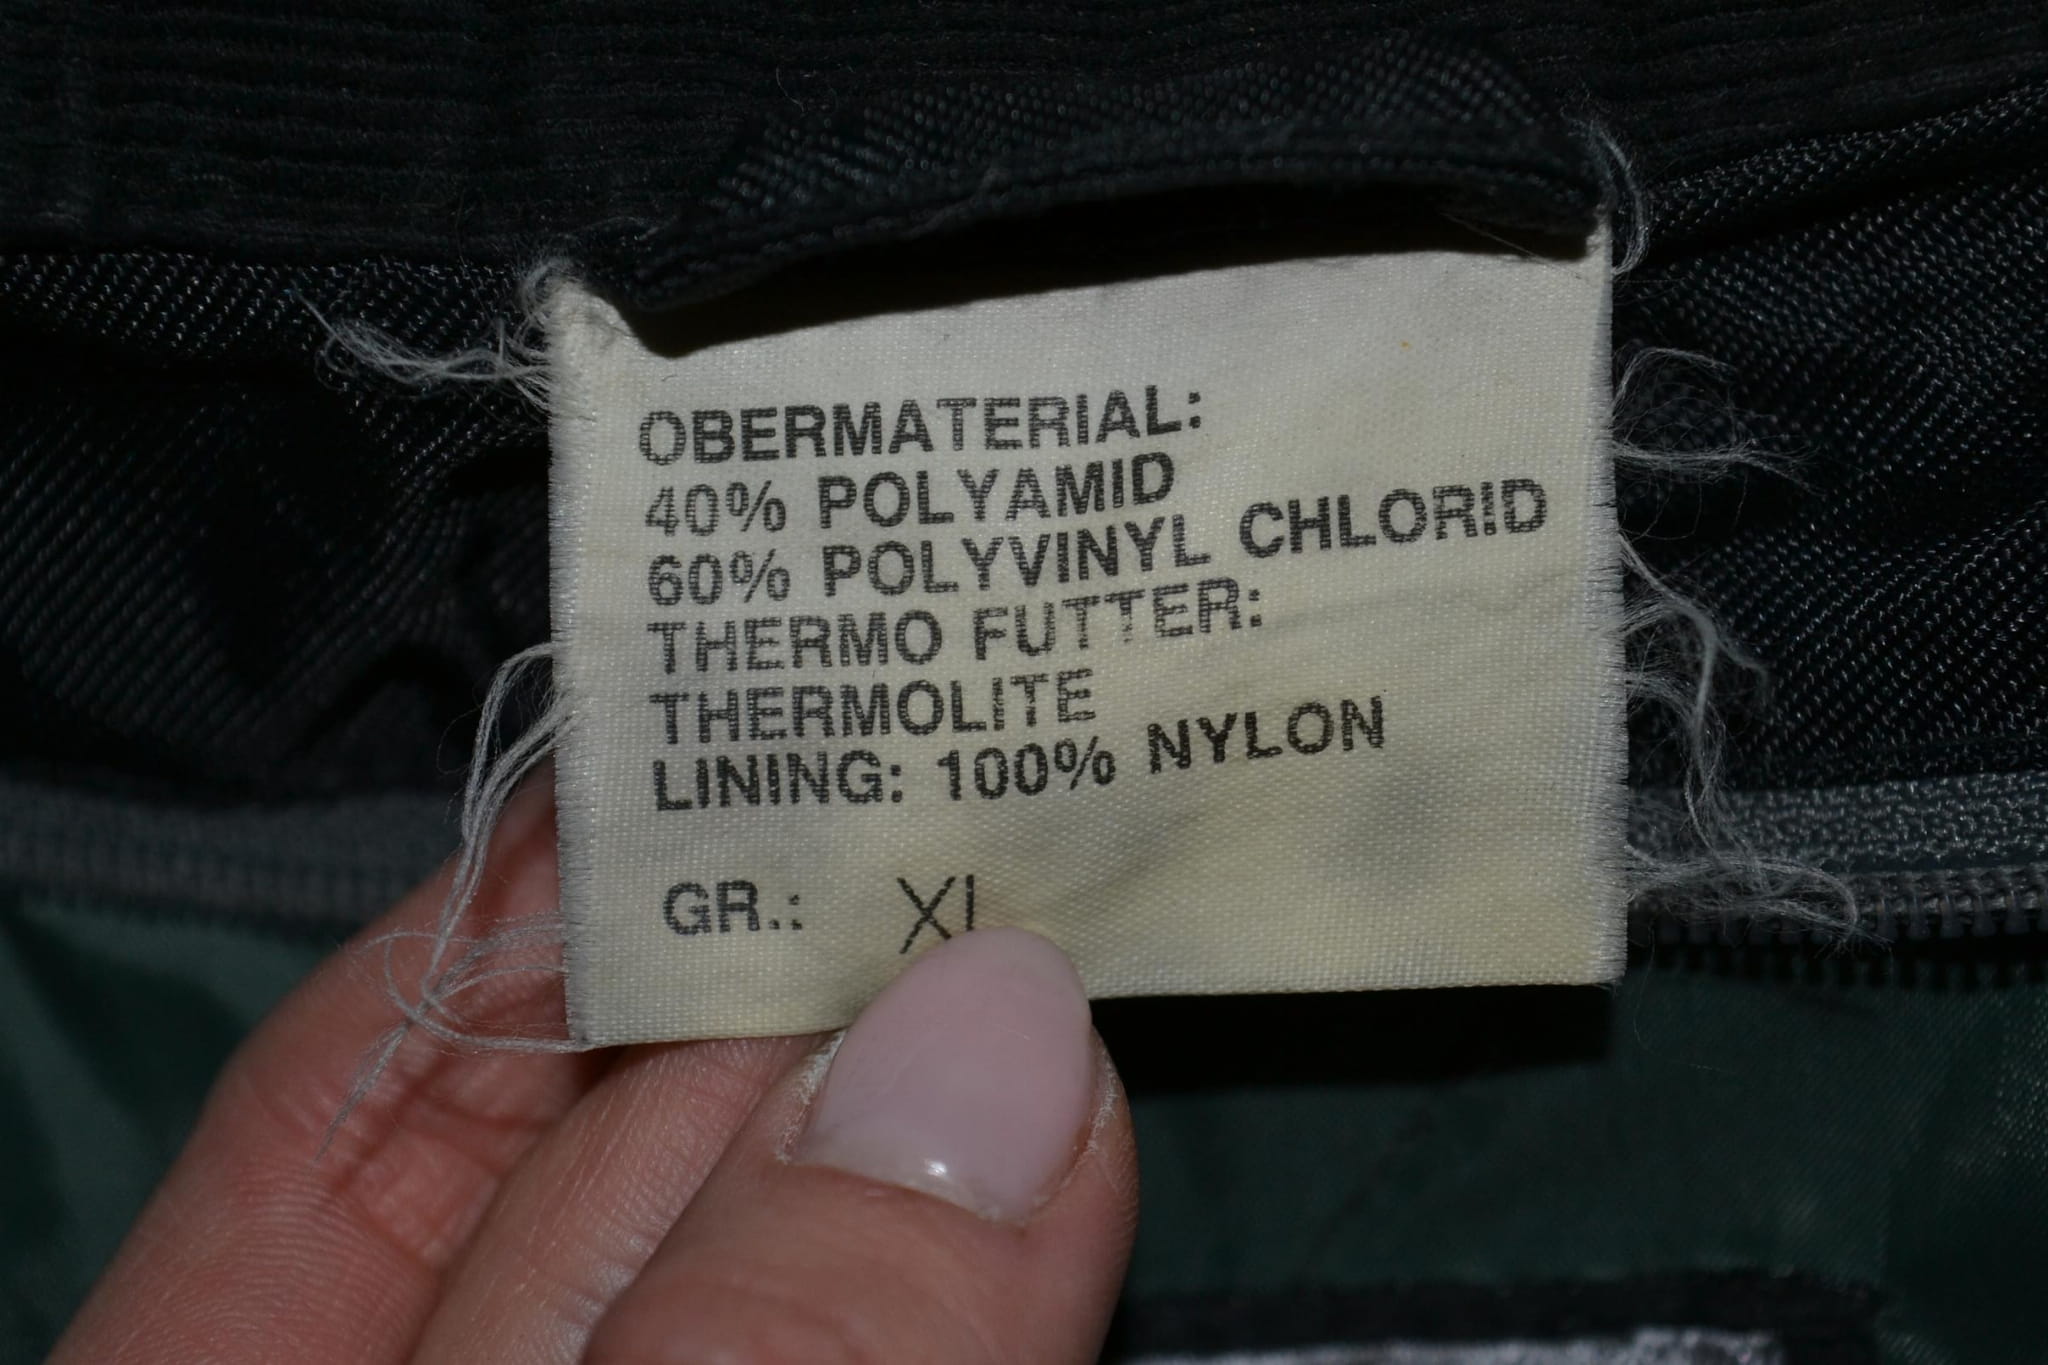 OBERMATERIAL:
40% POLYAMID
60% POLYVINYL CHLORID
THERMO FUTTER:
THERMOLITE
LINING: 100% NYLON
GR.: XL